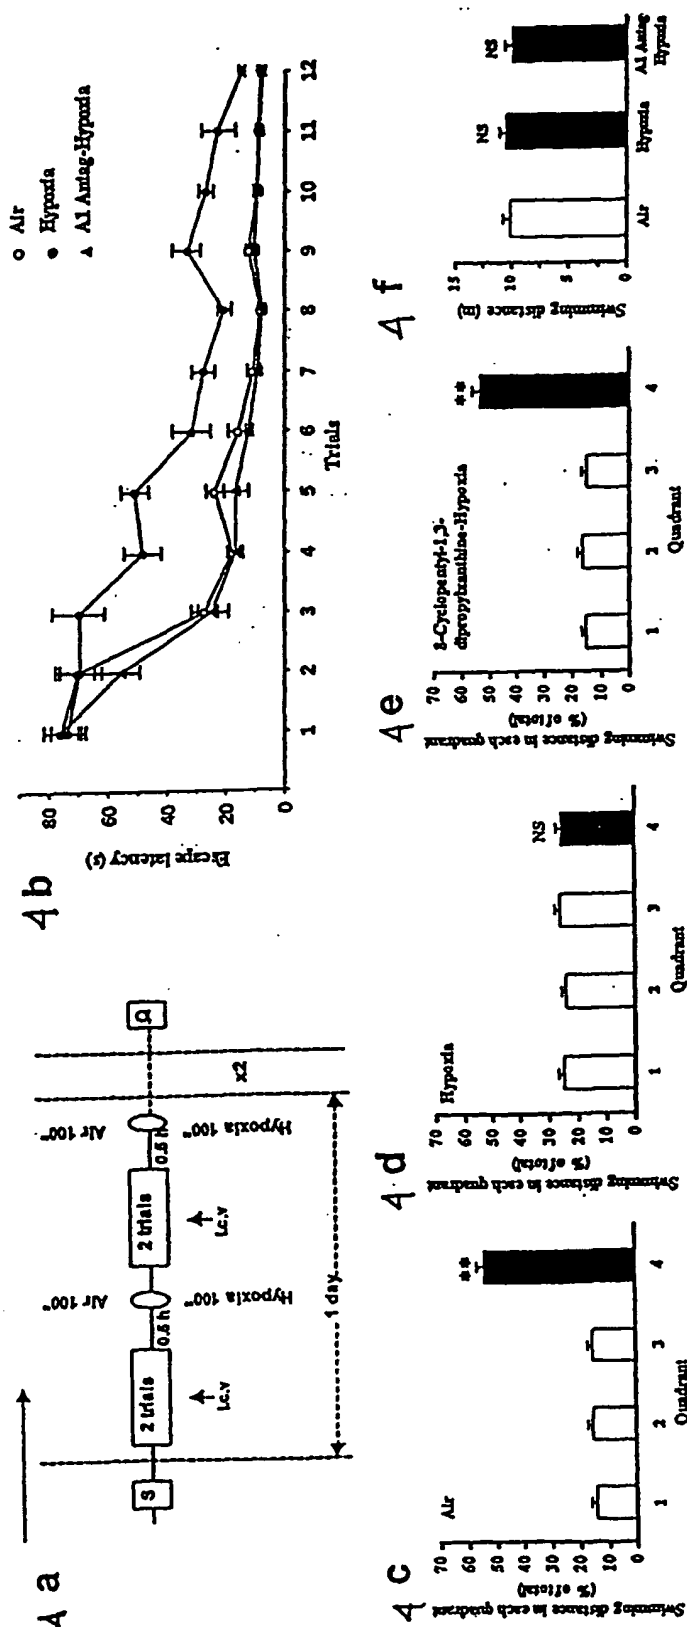 4 a
S
2 trials
0.5 h
Air 100"
Hypoxia 100"
i.c.v
2 trials
0.5 h
Air 100"
Hypoxia 100"
i.c.v
1 day
x2
Q
4 b
Escape latency (s)
80
60
40
20
0
1 2 3 4 5 6 7 8 9 10 11 12
Trials
Air
Hypoxia
A1 Antag-Hypoxia
4 c
Swimming distance in each quadrant
(% of total)
70
60
50
40
30
20
10
0
Air
**
1 2 3 4
Quadrant
4 d
Swimming distance in each quadrant
(% of total)
70
60
50
40
30
20
10
0
Hypoxia
NS
1 2 3 4
Quadrant
4 e
Swimming distance in each quadrant
(% of total)
70
60
50
40
30
20
10
0
8-Cyclopentyl-1,3-
dipropylxanthine-Hypoxia
**
1 2 3 4
Quadrant
4 f
Swimming distance (m)
15
10
5
0
NS
NS
Air
Hypoxia
A1 Antag
Hypoxia